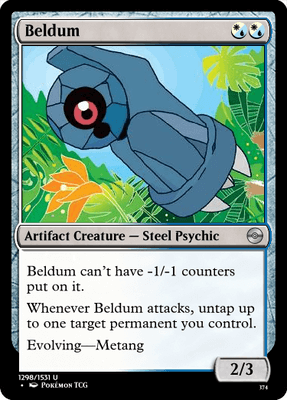 Beldum
Artifact Creature — Steel Psychic
Beldum can't have -1/-1 counters
put on it.
Whenever Beldum attacks, untap up
to one target permanent you control.
Evolving—Metang
2/3
1298/1531 U
• Pokémon TCG
374